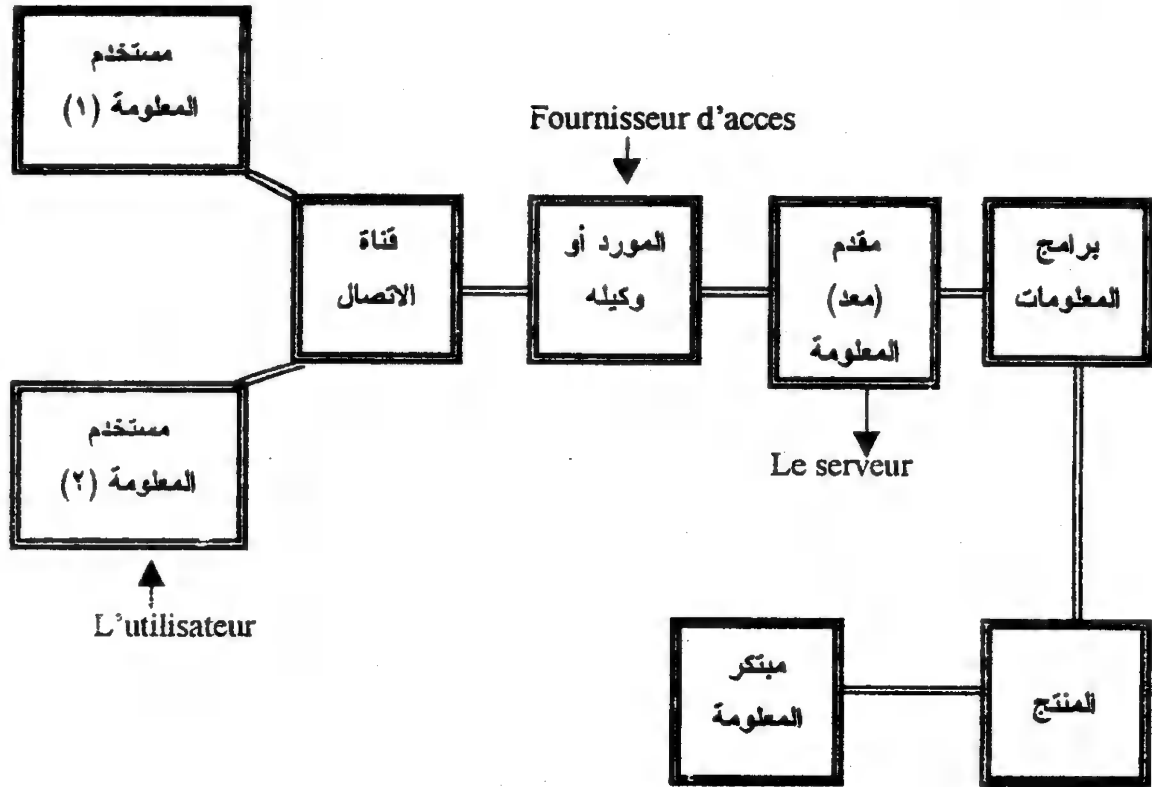 مستخدم
المعلومة (١)
Fournisseur d'acces
برامج
المعلومات
مقدم
(معد)
المعلومة
المورد أو
وكيله
قناة
الاتصال
مستخدم
المعلومة (٢)
Le serveur
L'utilisateur
المنتج
مبتكر
المعلومة